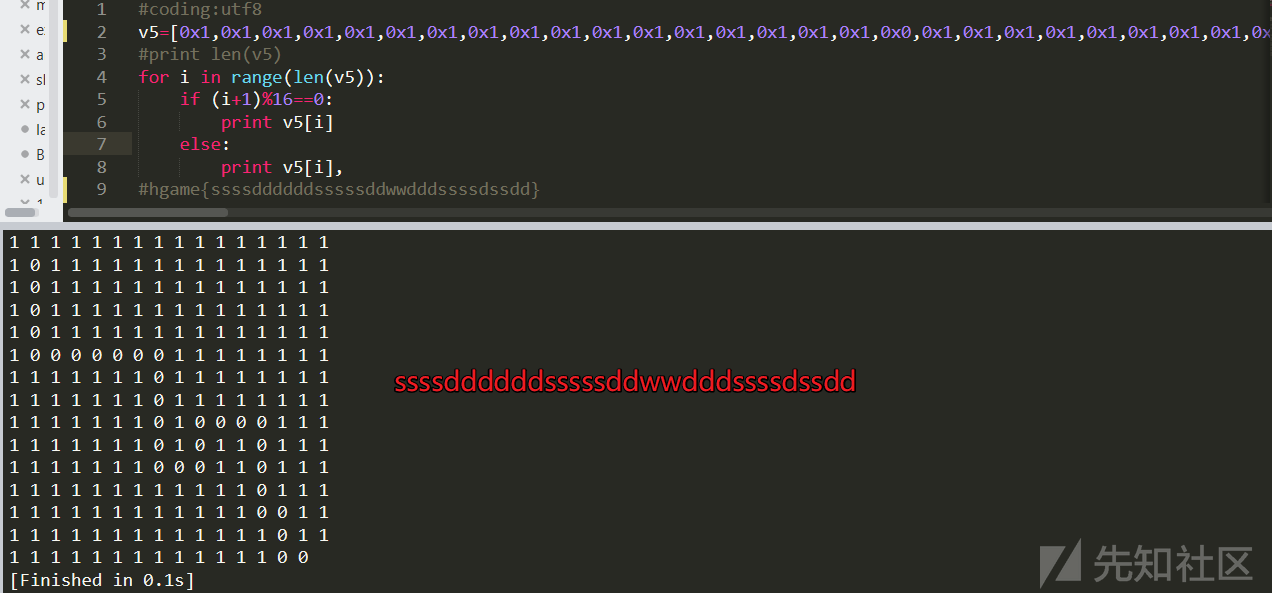 1 #coding:utf8
2 v5=[0x1,0x1,0x1,0x1,0x1,0x1,0x1,0x1,0x1,0x1,0x1,0x1,0x1,0x1,0x1,0x1,0x1,0x0,0x1,0x1,0x1,0x1,0x1,0x1,0x1,0x1,0x
3 #print len(v5)
4 for i in range(len(v5)):
5 if (i+1)%16==0:
6 print v5[i]
7 else:
8 print v5[i],
9 #hgame{ssssddddddsssssddwwdddssssdssdd}
1 1 1 1 1 1 1 1 1 1 1 1 1 1 1 1
1 0 1 1 1 1 1 1 1 1 1 1 1 1 1 1
1 0 1 1 1 1 1 1 1 1 1 1 1 1 1 1
1 0 1 1 1 1 1 1 1 1 1 1 1 1 1 1
1 0 1 1 1 1 1 1 1 1 1 1 1 1 1 1
1 0 0 0 0 0 0 0 1 1 1 1 1 1 1 1
1 1 1 1 1 1 1 0 1 1 1 1 1 1 1 1
ssssddddddsssssddwwdddssssdssdd
1 1 1 1 1 1 1 0 1 1 1 1 1 1 1 1
1 1 1 1 1 1 1 0 1 0 0 0 0 1 1 1
1 1 1 1 1 1 1 0 1 0 1 1 0 1 1 1
1 1 1 1 1 1 1 0 0 0 1 1 0 1 1 1
1 1 1 1 1 1 1 1 1 1 1 1 0 1 1 1
1 1 1 1 1 1 1 1 1 1 1 1 0 0 1 1
1 1 1 1 1 1 1 1 1 1 1 1 1 0 1 1
1 1 1 1 1 1 1 1 1 1 1 1 1 0 0
[Finished in 0.1s]
先知社区